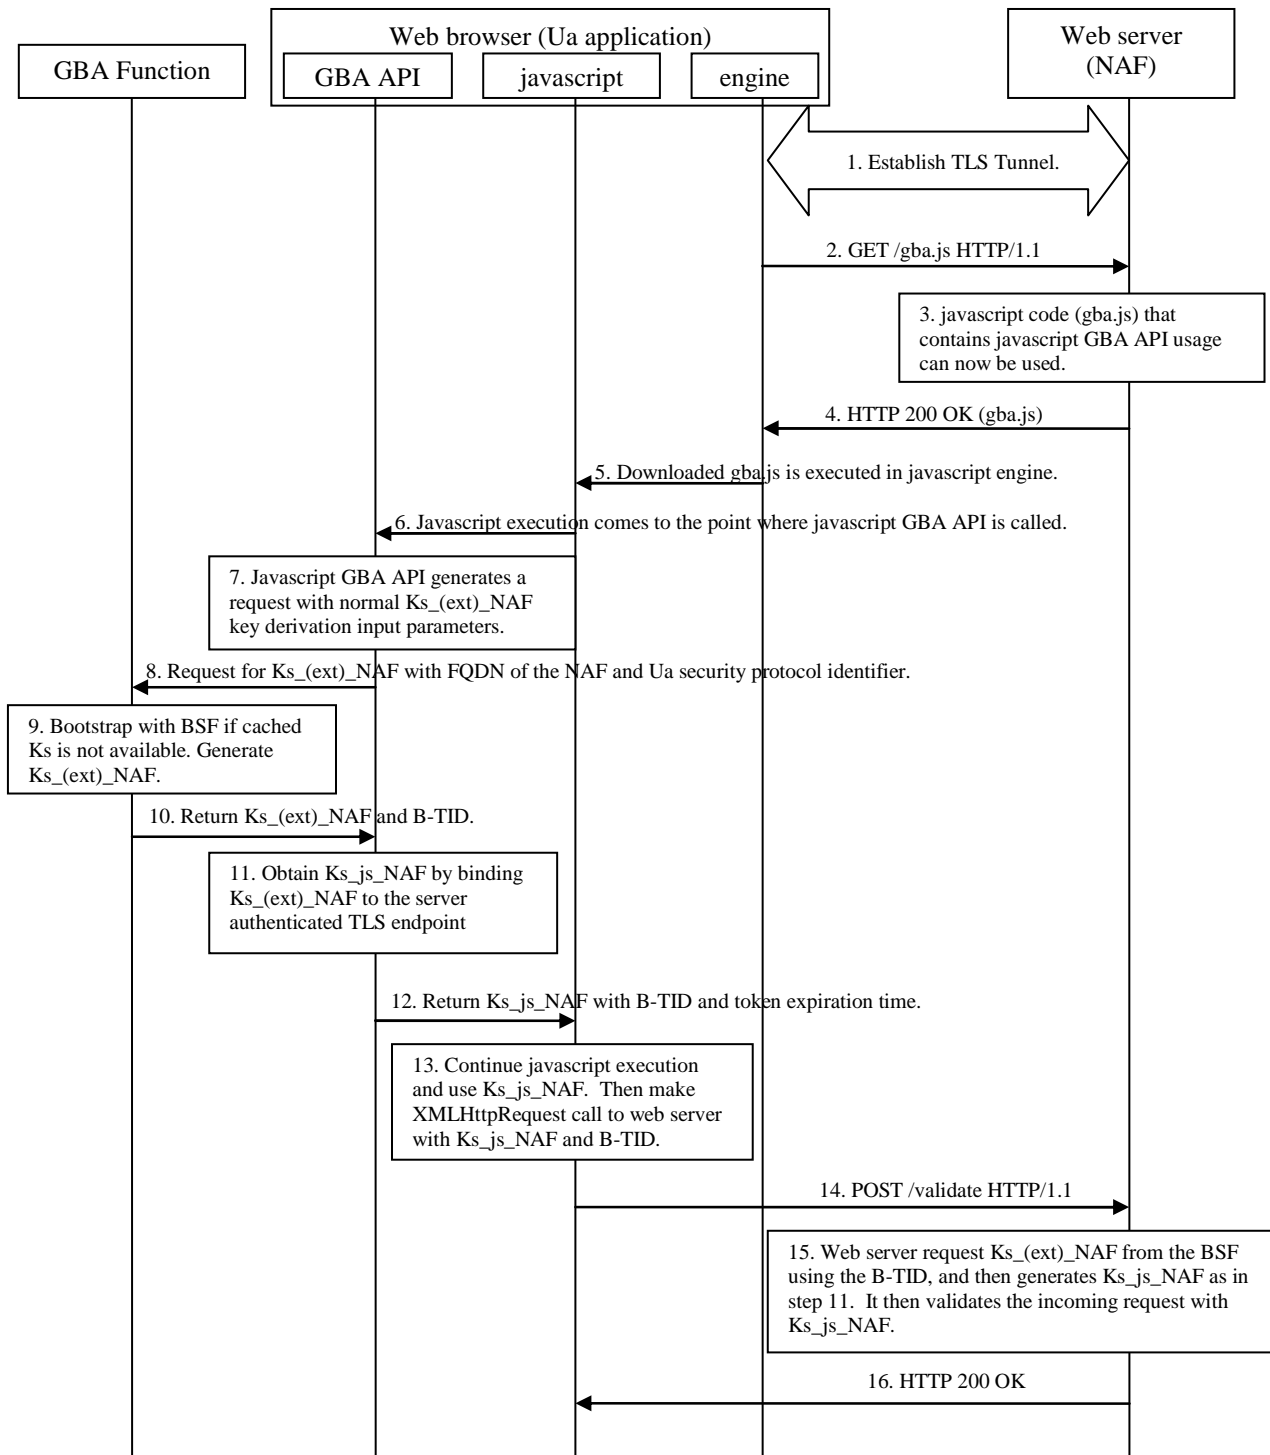 Web browser (Ua application)
Web server
(NAF)
GBA Function
GBA API
javascript
engine
1. Establish TLS Tunnel.
2. GET /gba.js HTTP/1.1
3. javascript code (gba.js) that
contains javascript GBA API usage
can now be used.
4. HTTP 200 OK (gba.js)
5. Downloaded gba.js is executed in javascript engine.
6. Javascript execution comes to the point where javascript GBA API is called.
7. Javascript GBA API generates a
request with normal Ks_(ext)_NAF
key derivation input parameters.
8. Request for Ks_(ext)_NAF with FQDN of the NAF and Ua security protocol identifier.
9. Bootstrap with BSF if cached
Ks is not available. Generate
Ks_(ext)_NAF.
10. Return Ks_(ext)_NAF and B-TID.
11. Obtain Ks_js_NAF by binding
Ks_(ext)_NAF to the server
authenticated TLS endpoint
12. Return Ks_js_NAF with B-TID and token expiration time.
13. Continue javascript execution
and use Ks_js_NAF.  Then make
XMLHttpRequest call to web server
with Ks_js_NAF and B-TID.
14. POST /validate HTTP/1.1
15. Web server request Ks_(ext)_NAF from the BSF
using the B-TID, and then generates Ks_js_NAF as in
step 11.  It then validates the incoming request with
Ks_js_NAF.
16. HTTP 200 OK